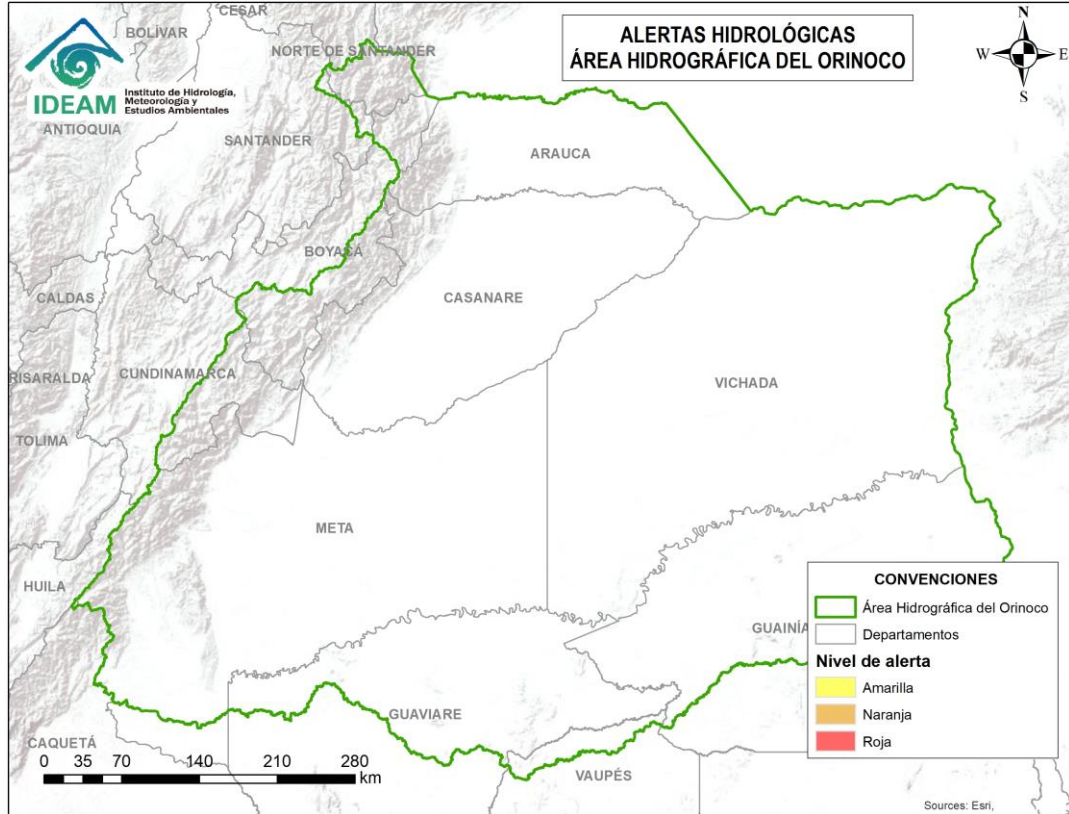 CESAR
BOLÍVAR
NORTE DE SANTANDER
ALERTAS HIDROLÓGICAS
ÁREA HIDROGRÁFICA DEL ORINOCO
N
W
E
S
IDEAM
Instituto de Hidrología,
Meteorología y
Estudios Ambientales
ANTIOQUIA
SANTANDER
ARAUCA
BOYACÁ
CALDAS
CASANARE
RISARALDA
CUNDINAMARCA
VICHADA
TOLIMA
META
HUILA
GUAINÍA
GUAVIARE
CAQUETÁ
VAUPÉS
0 35 70 140 210 280
km
CONVENCIONES
Área Hidrográfica del Orinoco
Departamentos
Nivel de alerta
Amarilla
Naranja
Roja
Sources: Esri,